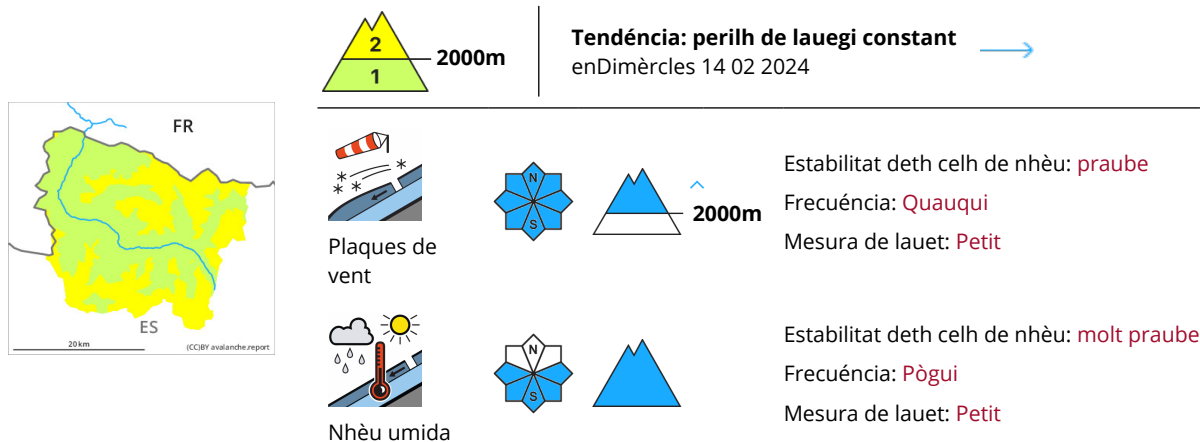 2
1
2000m
Tendéncia: perilh de lauegi constant
enDimèrcles 14 02 2024
FR
ES
20 km
(CC)BY avalanche.report
Plaques de
vent
N
S
2000m
Estabilitat deth celh de nhèu: praube
Frecuéncia: Quauqui
Mesura de lauet: Petit
Nhèu umida
N
S
Estabilitat deth celh de nhèu: molt praube
Frecuéncia: Pògui
Mesura de lauet: Petit